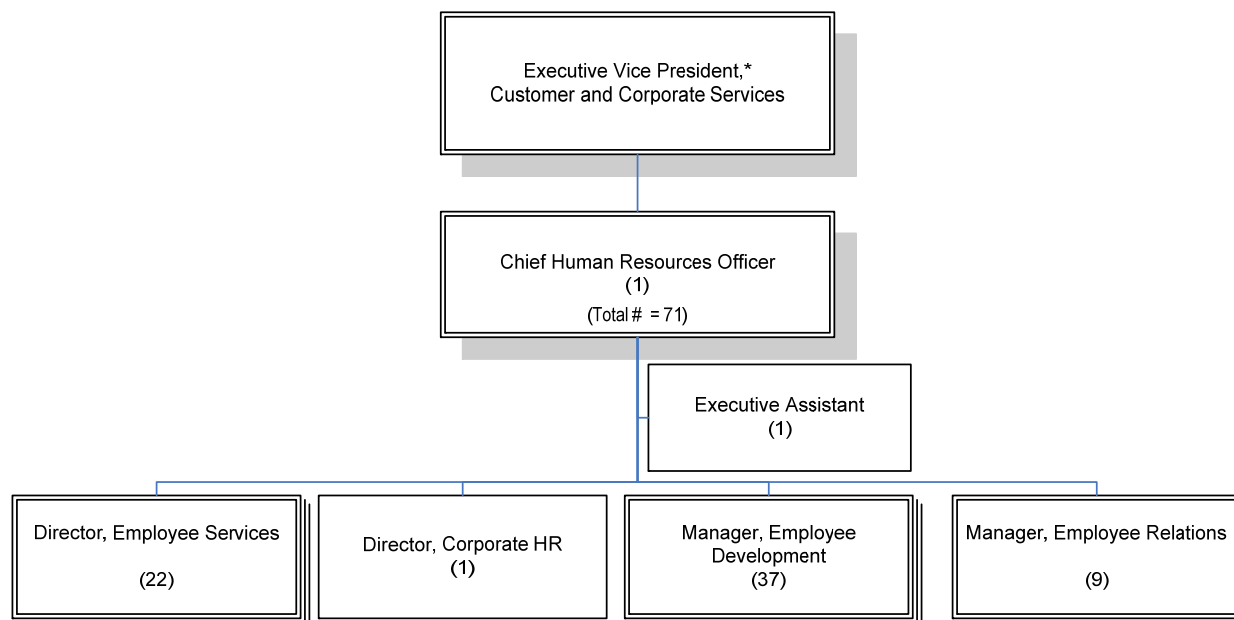 Executive Vice President,*
Customer and Corporate Services
Chief Human Resources Officer
(1)
(Total # = 71)
Executive Assistant
(1)
Director, Employee Services
(22)
Director, Corporate HR
(1)
Manager, Employee
Development
(37)
Manager, Employee Relations
(9)